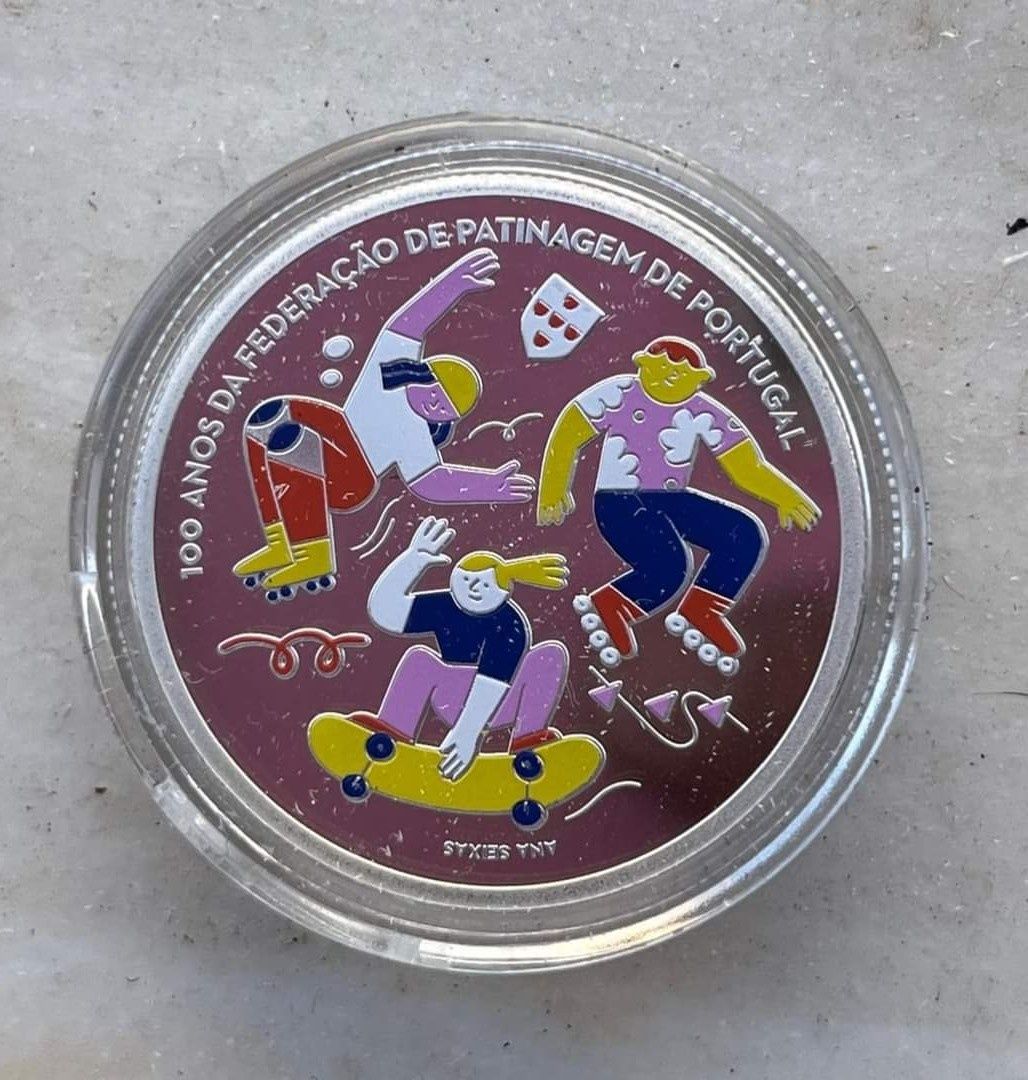 100 ANOS DA FEDERAÇÃO DE PATINAGEM DE PORTUGAL
ANA SEIXAS